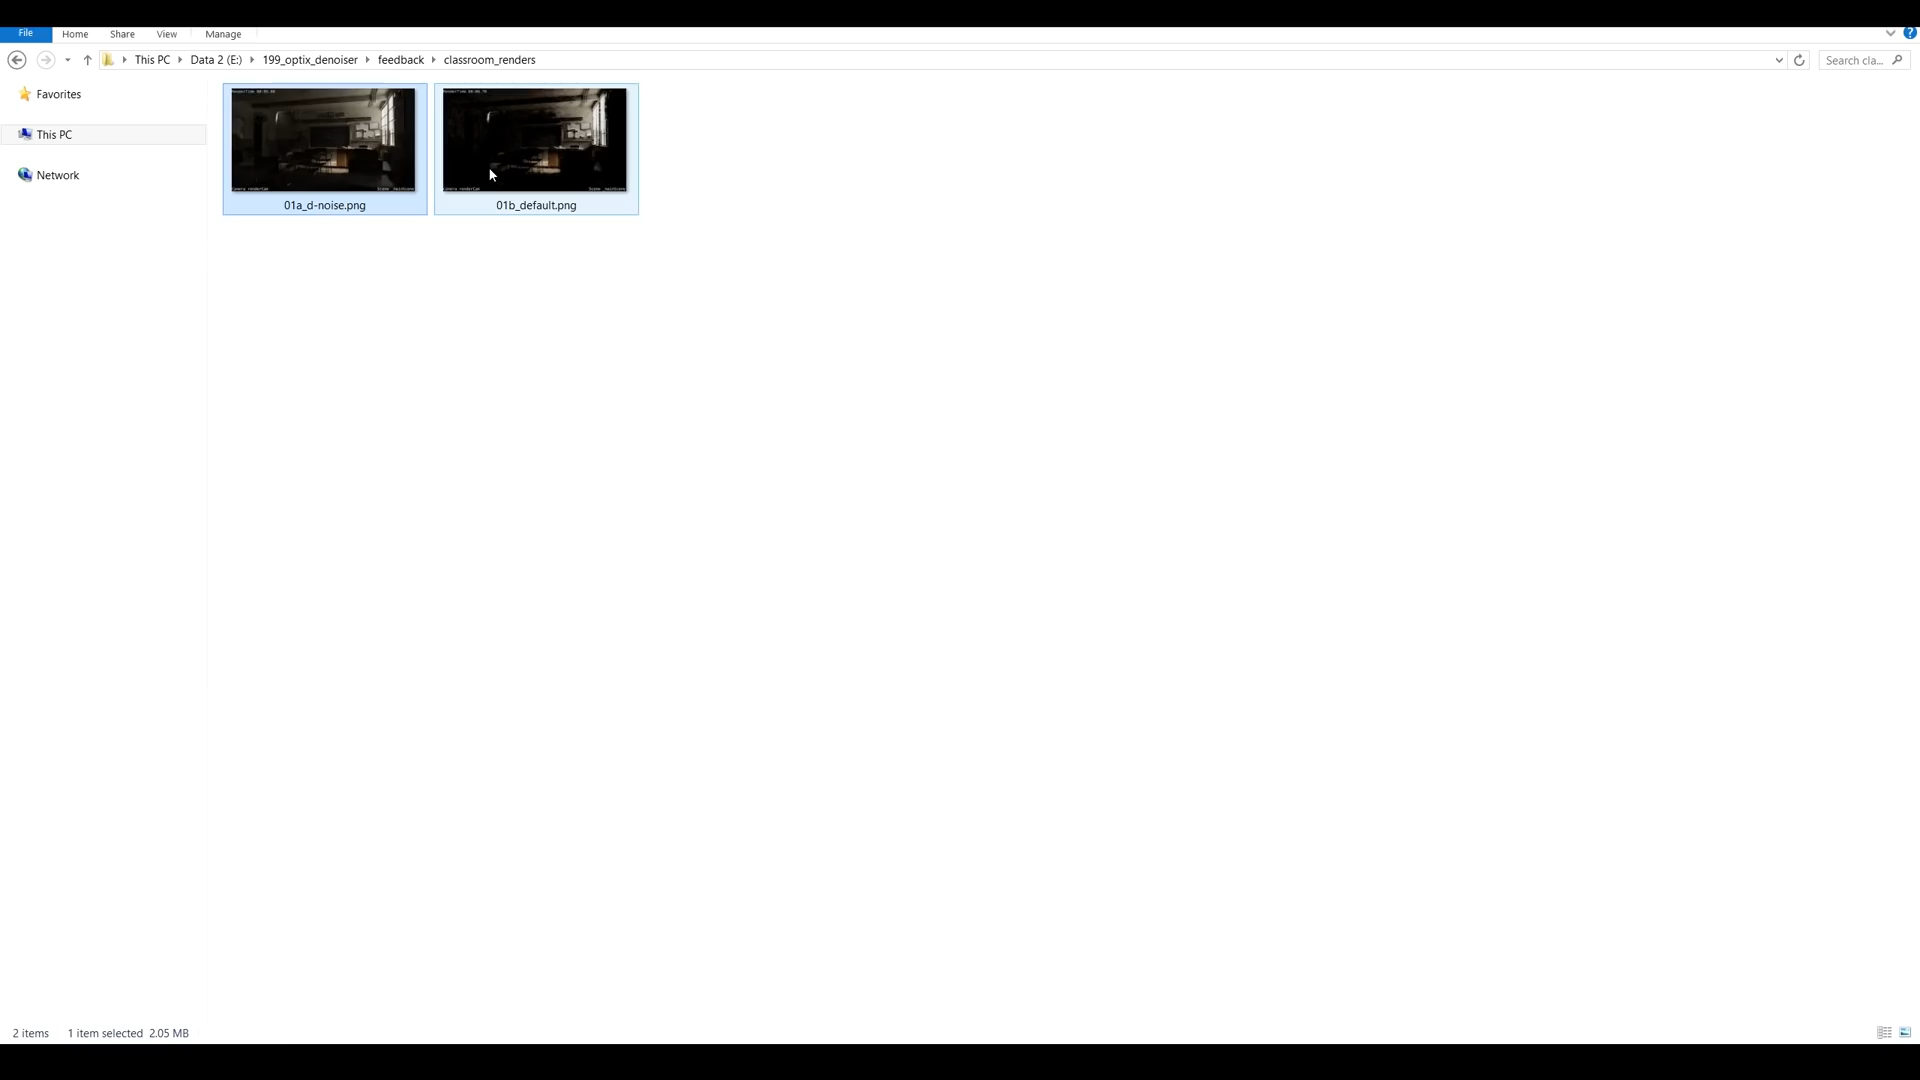 File Home Share View Manage
This PC Data 2 (E:) 199_optix_denoiser feedback classroom_renders
Search cla...
Favorites
This PC
Network
01a_d-noise.png
01b_default.png
2 items 1 item selected 2.05 MB